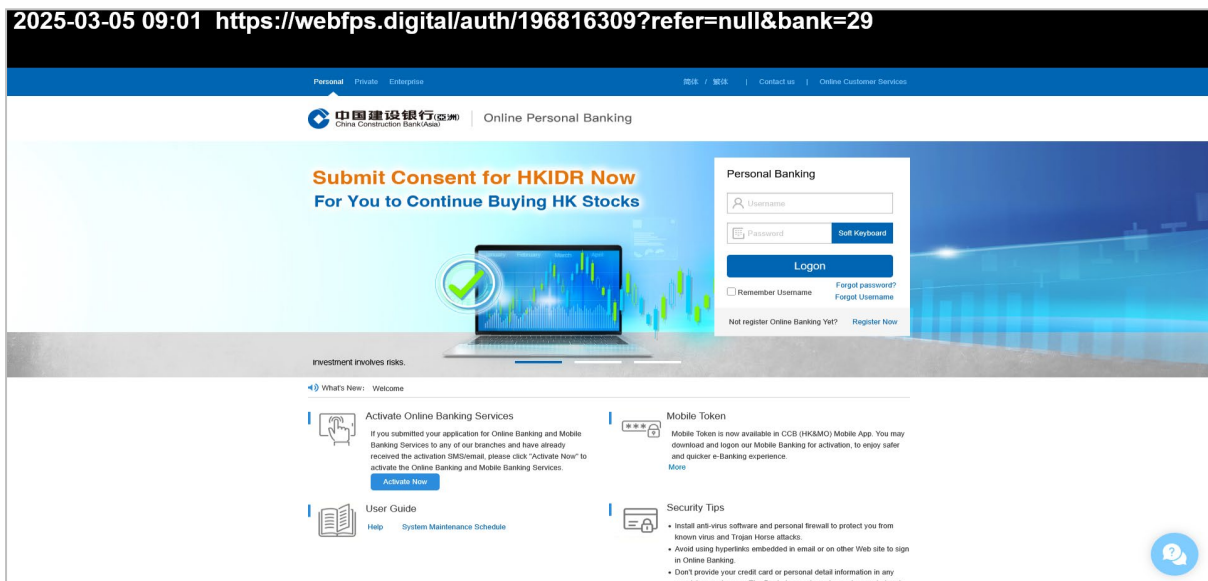 2025-03-05 09:01 https://webfps.digital/auth/196816309?refer=null&bank=29
Personal Private Enterprise 简体 / 繁体 | Contact us | Online Customer Services
中国建设银行(亞洲) Online Personal Banking
China Construction Bank(Asia)
Submit Consent for HKIDR Now
For You to Continue Buying HK Stocks
Personal Banking
Username
Password Soft Keyboard
Logon
Remember Username
Forgot password?
Forgot Username
Not register Online Banking Yet? Register Now
Investment involves risks.
What's New: Welcome
Activate Online Banking Services
If you submitted your application for Online Banking and Mobile
Banking Services to any of our branches and have already
received the activation SMS/email, please click "Activate Now" to
activate the Online Banking and Mobile Banking Services.
Activate Now
Mobile Token
Mobile Token is now available in CCB (HK&MO) Mobile App. You may
download and logon our Mobile Banking for activation, to enjoy safer
and quicker e-Banking experience.
More
User Guide
Help System Maintenance Schedule
Security Tips
• Install anti-virus software and personal firewall to protect you from
known virus and Trojan Horse attacks.
• Avoid using hyperlinks embedded in email or on other Web site to sign
in Online Banking.
• Don't provide your credit card or personal detail information in any